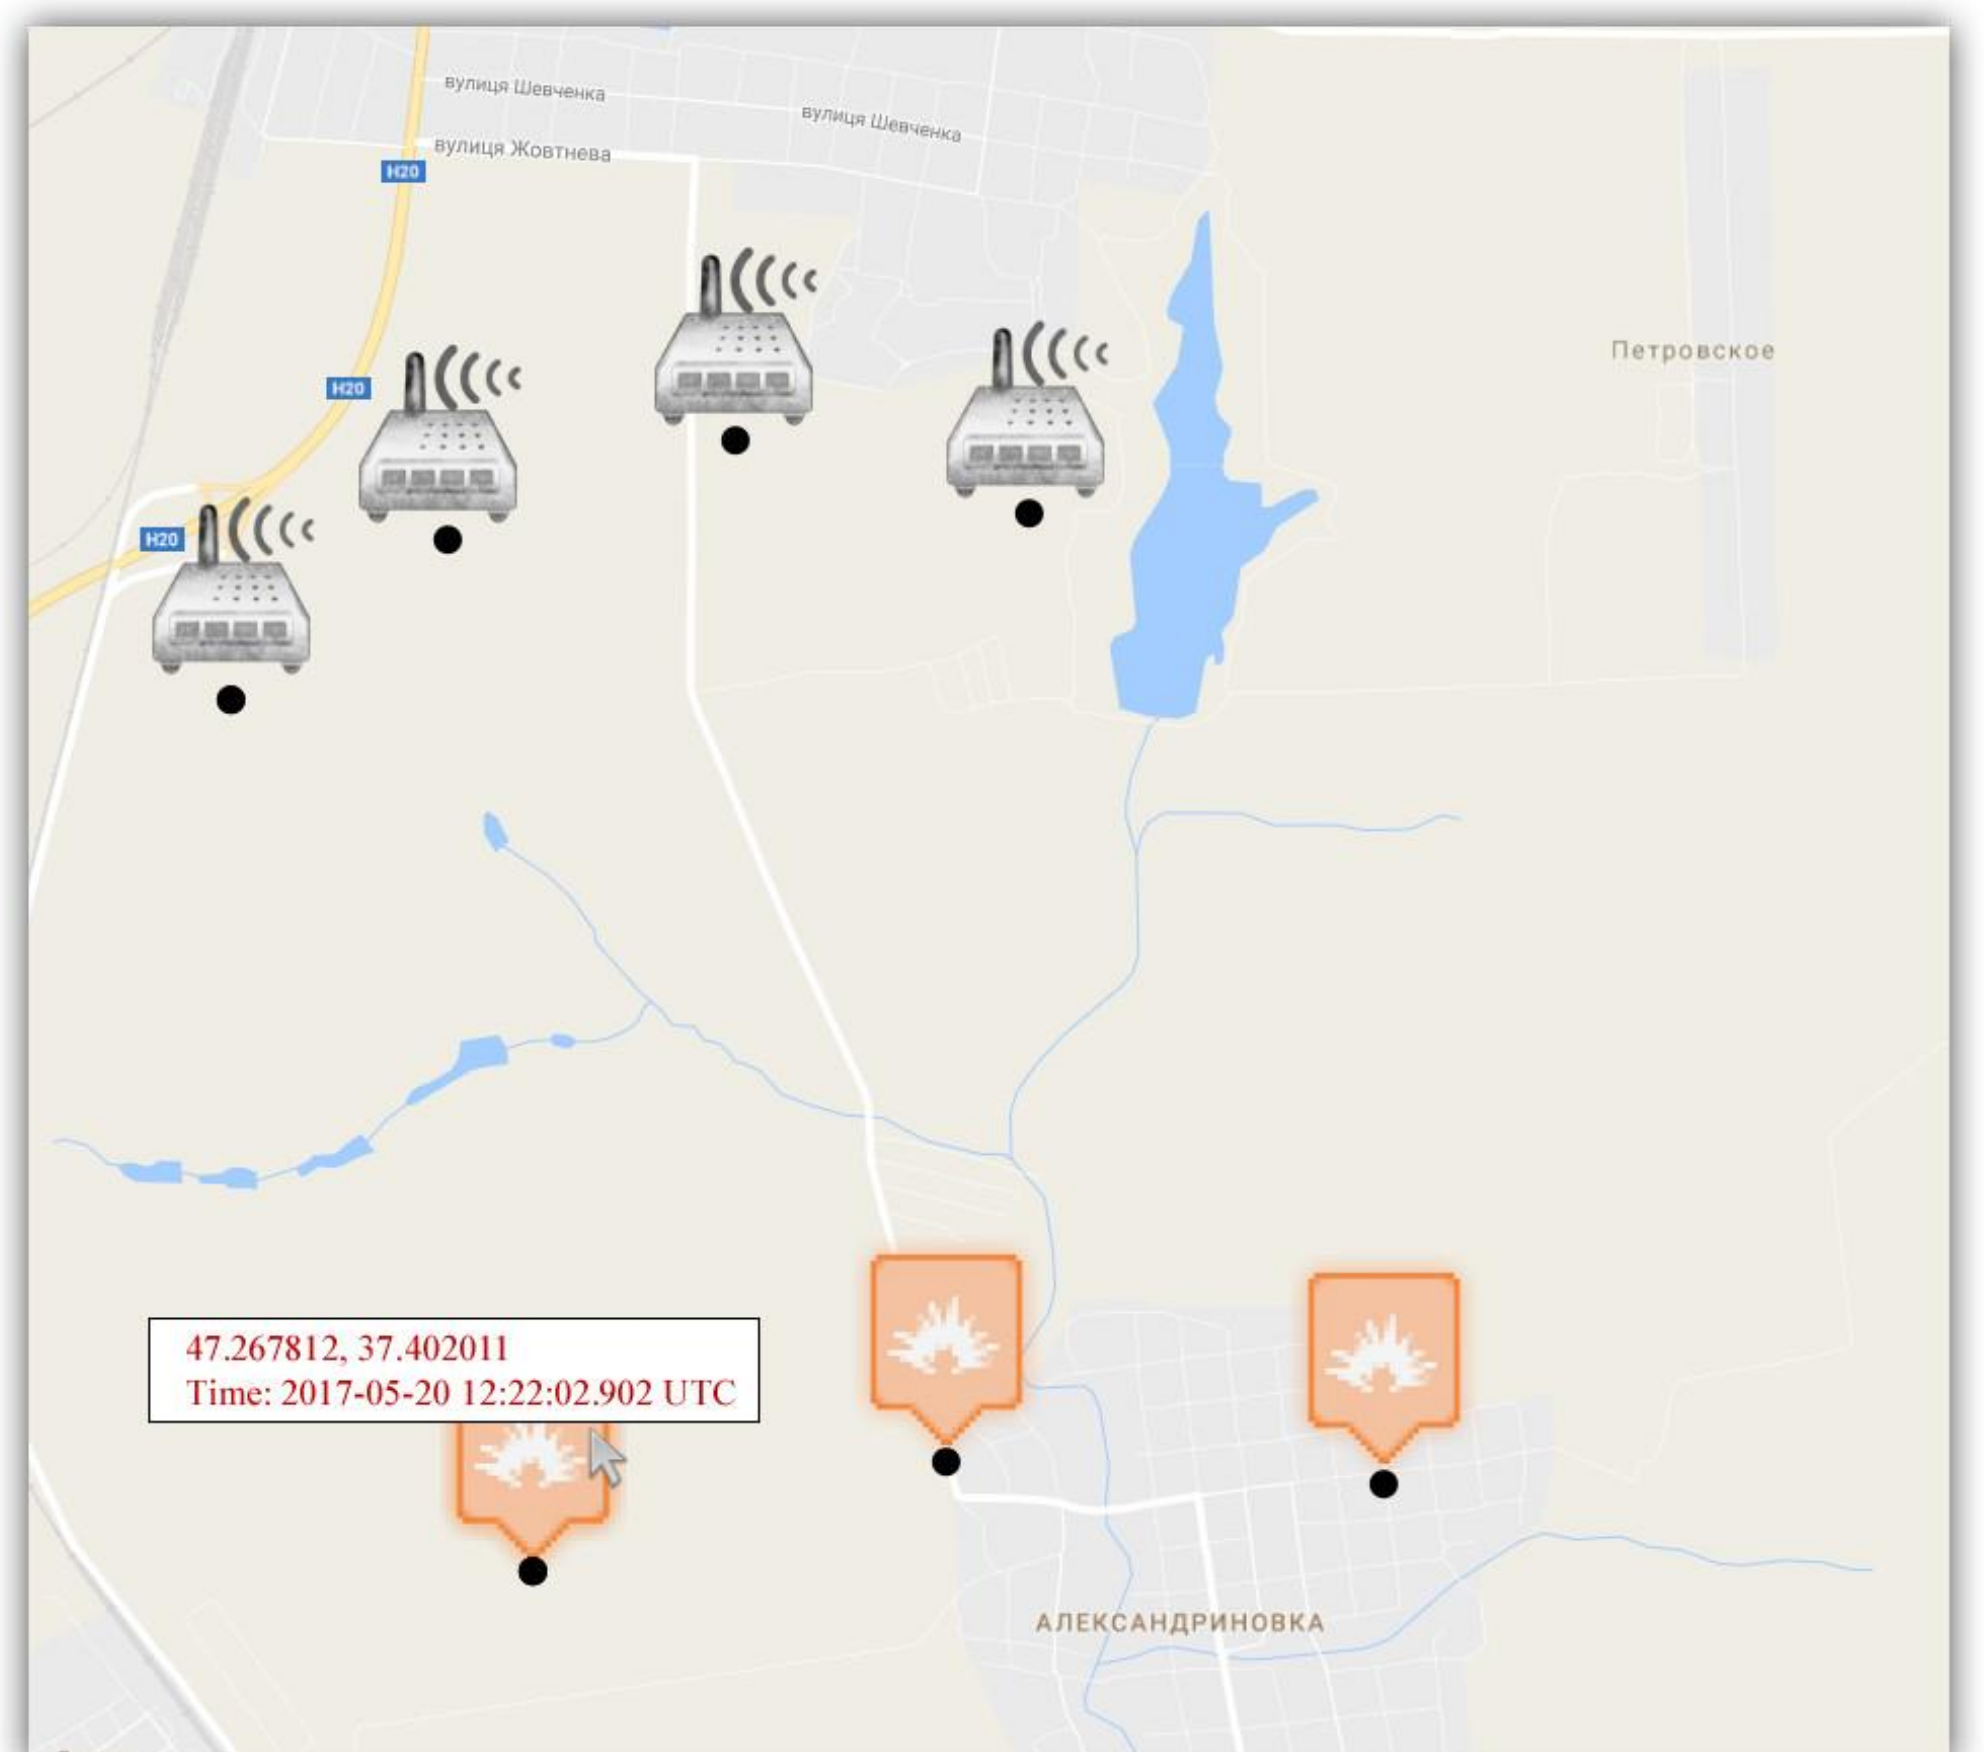 вулиця Шевченка
вулиця Шевченка
вулиця Жовтнева
H20
Петровское
H20
H20
47.267812, 37.402011
Time: 2017-05-20 12:22:02.902 UTC
АЛЕКСАНДРИНОВКА